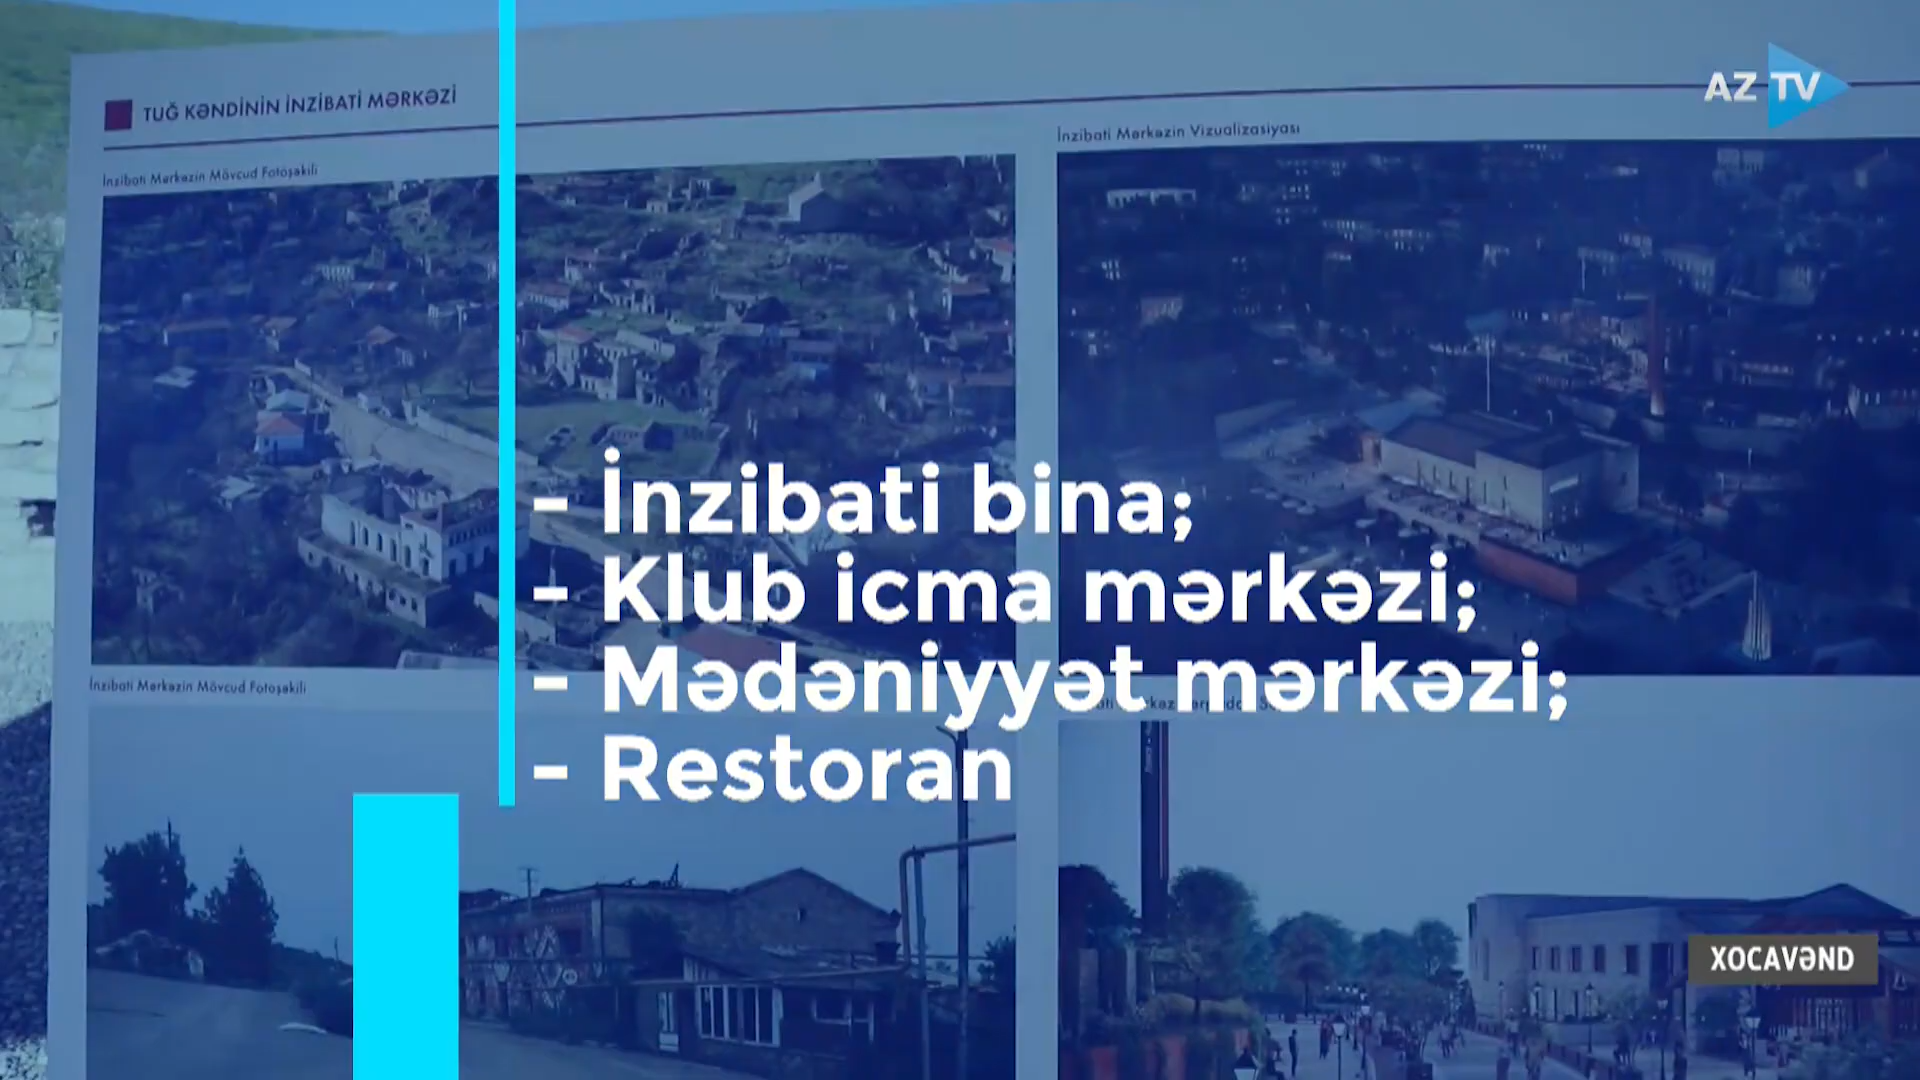 AZ TV
TUĞ KƏNDİNİN İNZİBATİ MƏRKƏZİ
İnzibati Mərkəzin Mövcud Fotoşəkili
İnzibati Mərkəzin Vizualizasiyası
- İnzibati bina;
- Klub icma mərkəzi;
- Mədəniyyət mərkəzi;
- Restoran
İnzibati Mərkəzin Mövcud Fotoşəkili
XOCAVƏND